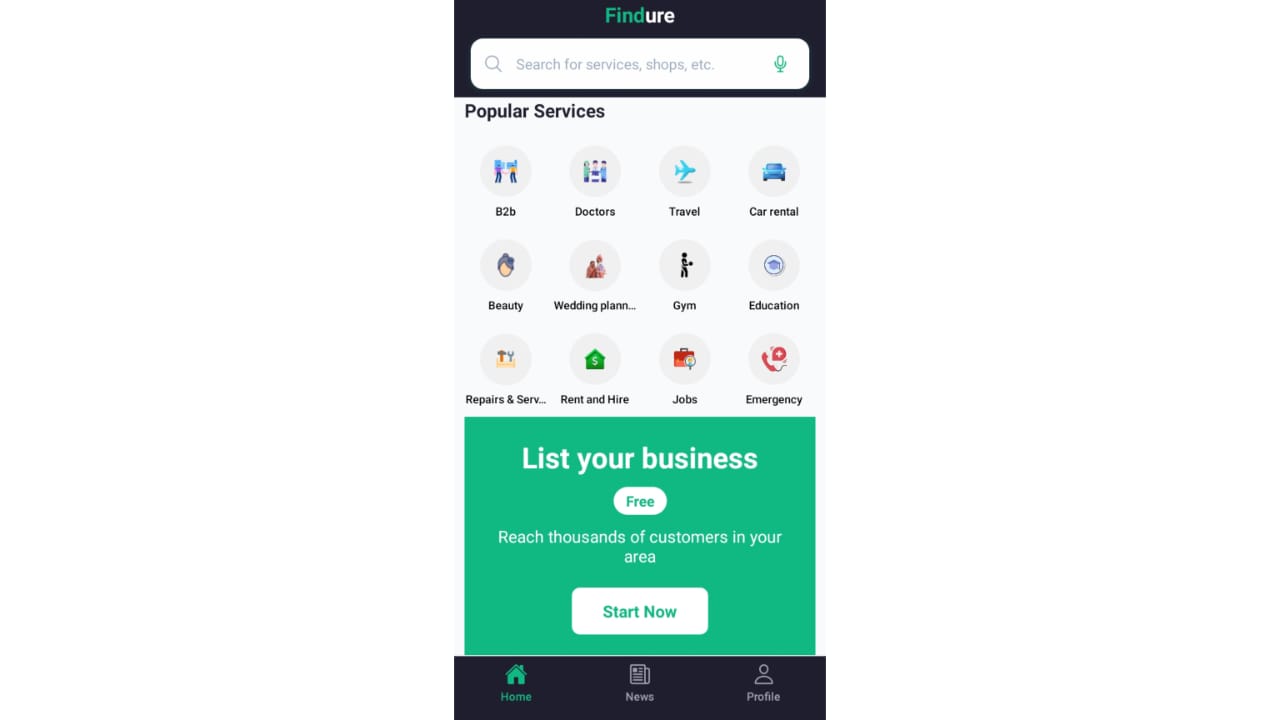 Findure
Search for services, shops, etc.
Popular Services
B2b
Doctors
Travel
Car rental
Beauty
Wedding plann...
Gym
Education
Repairs & Serv...
Rent and Hire
Jobs
Emergency
List your business
Free
Reach thousands of customers in your
area
Start Now
Home
News
Profile